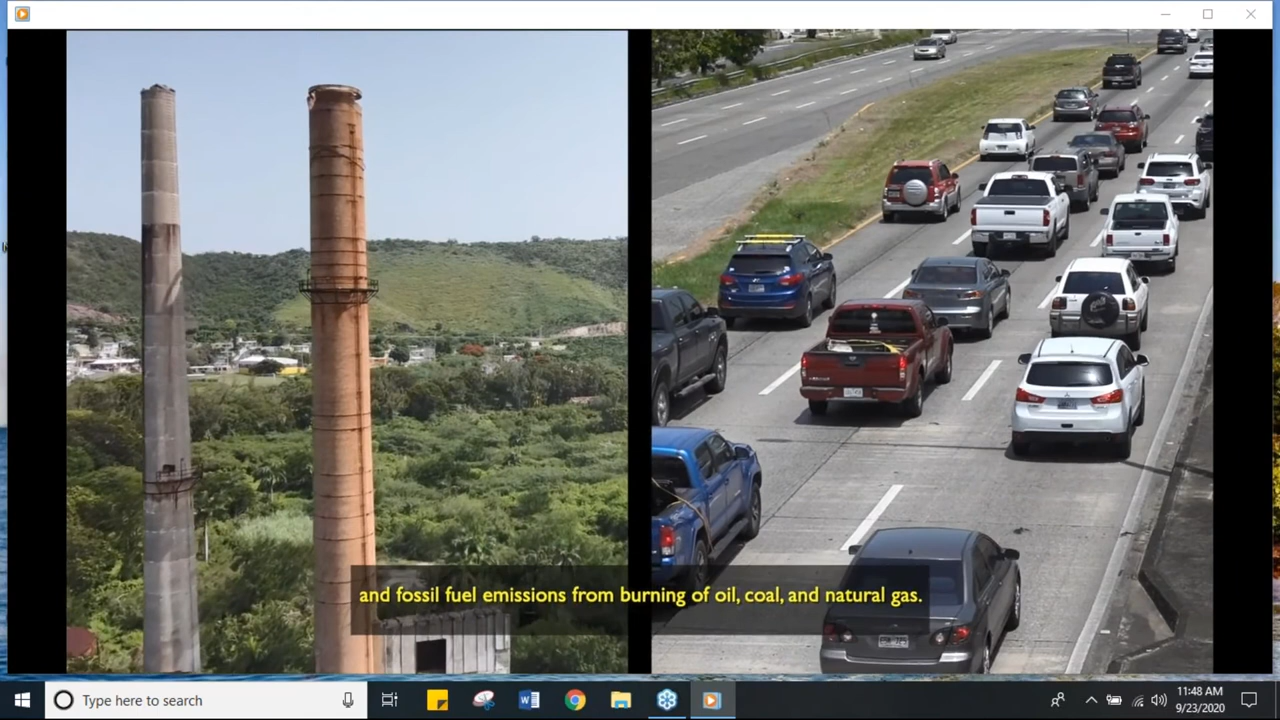 and fossil fuel emissions from burning of oil, coal, and natural gas.
Type here to search
11:48 AM
9/23/2020